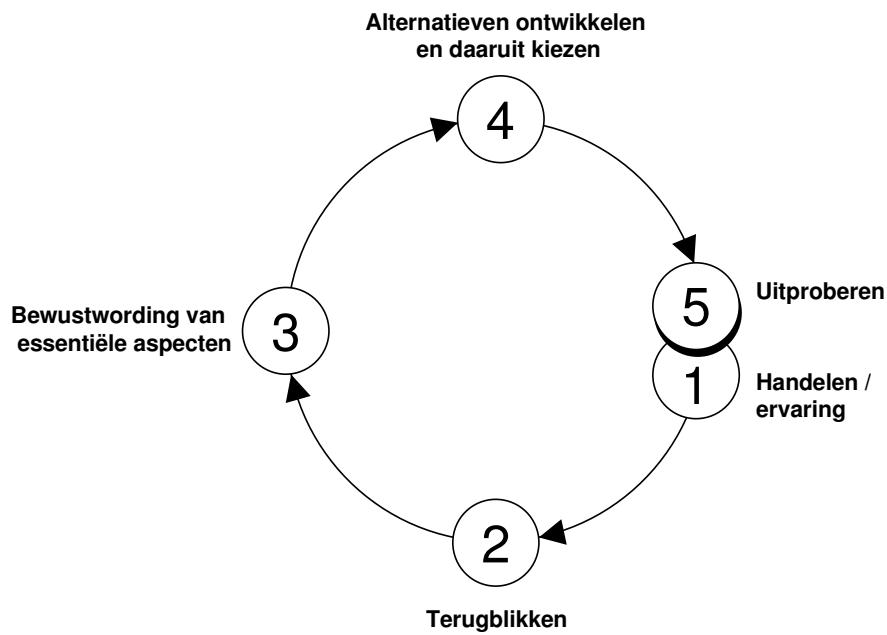 Alternatieven ontwikkelen
en daaruit kiezen
4
5
Uitproberen
Bewustwording van
essentiële aspecten
3
1
Handelen /
ervaring
2
Terugblikken